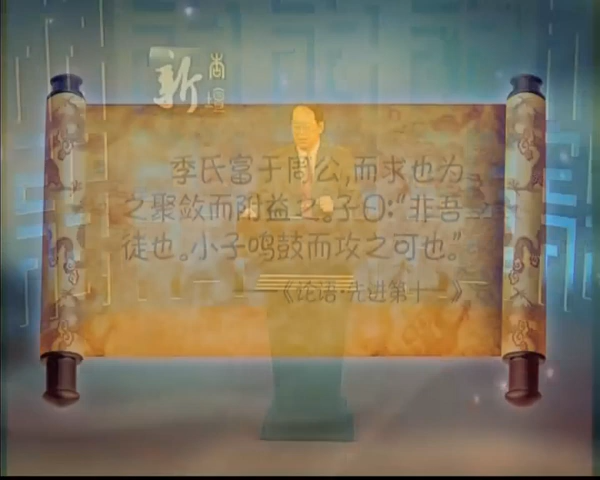 新
杏壇
季氏富于周公,而求也为
之聚敛而附益之。子曰:“非吾
徒也。小子鸣鼓而攻之可也。”
——《论语·先进第十一》